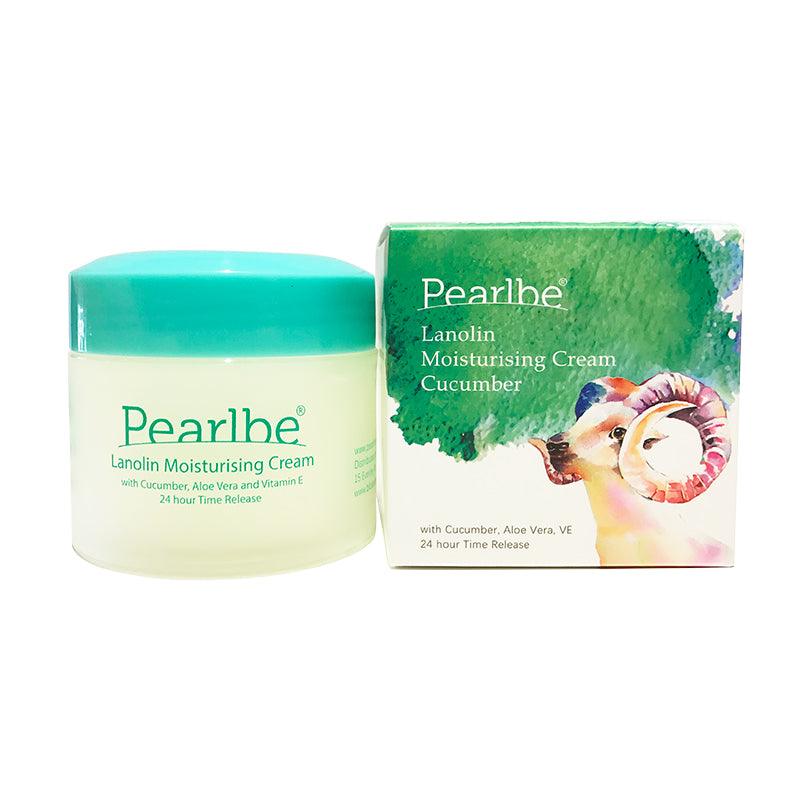 Pearlbe®
Lanolin Moisturising Cream
with Cucumber, Aloe Vera and Vitamin E
24 hour Time Release
Pearlbe®
Lanolin
Moisturising Cream
Cucumber
with Cucumber, Aloe Vera, VE
24 hour Time Release